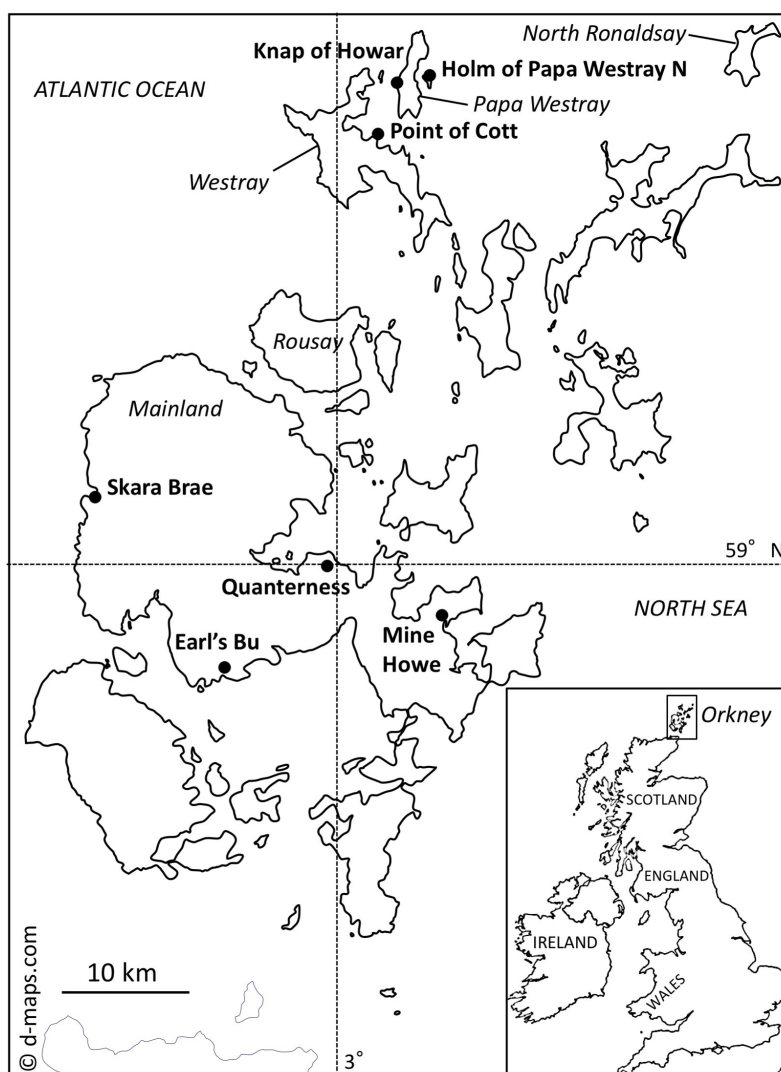 North Ronaldsay
Knap of Howar
Holm of Papa Westray N
ATLANTIC OCEAN
Papa Westray
Point of Cott
Westray
Rousay
Mainland
Skara Brae
59° N
Quanterness
NORTH SEA
Earl's Bu
Mine
Howe
Orkney
SCOTLAND
ENGLAND
IRELAND
WALES
10 km
© d-maps.com
3°